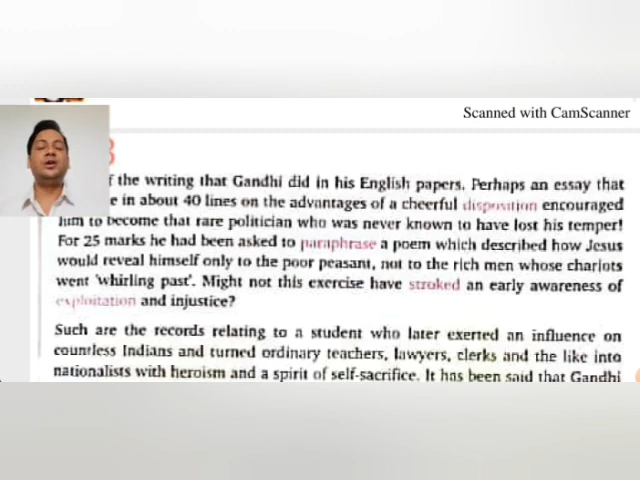 Scanned with CamScanner
f the writing that Gandhi did in his English papers. Perhaps an essay that
e in about 40 lines on the advantages of a cheerful disposition encouraged
him to become that rare politician who was never known to have lost his temper!
For 25 marks he had been asked to paraphrase a poem which described how Jesus
would reveal himself only to the poor peasant, not to the rich men whose chariots
went 'whirling past'. Might not this exercise have stroked an early awareness of
exploitation and injustice?
Such are the records relating to a student who later exerted an influence on
countless Indians and turned ordinary teachers, lawyers, clerks and the like into
nationalists with heroism and a spirit of self-sacrifice. It has been said that Gandhi